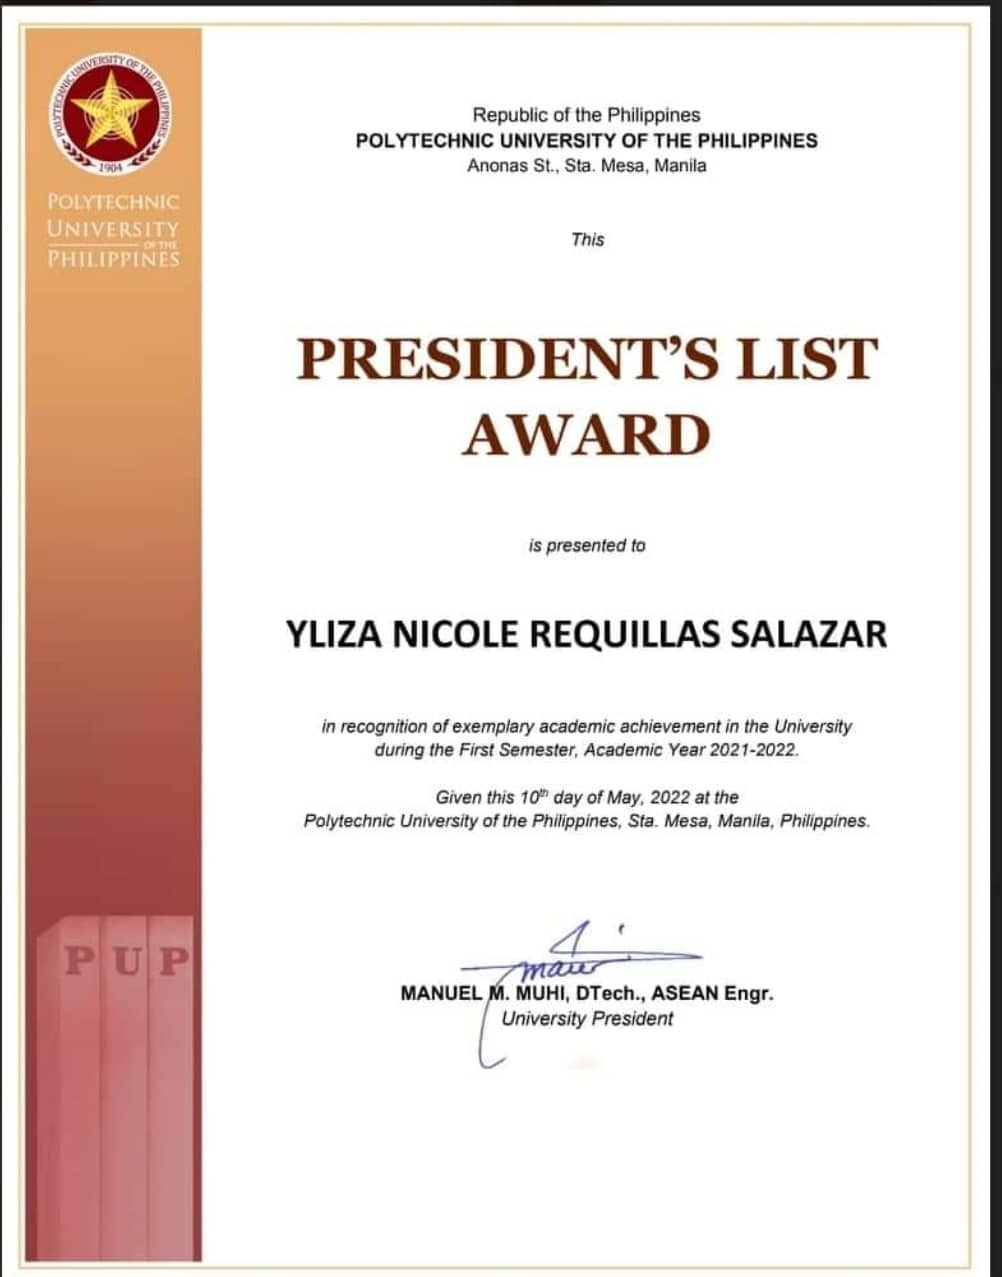 POLYTECHNIC UNIVERSITY OF THE PHILIPPINES
1904
POLYTECHNIC
UNIVERSITY
OF THE
PHILIPPINES
Republic of the Philippines
POLYTECHNIC UNIVERSITY OF THE PHILIPPINES
Anonas St., Sta. Mesa, Manila
This
PRESIDENT'S LIST
AWARD
is presented to
YLIZA NICOLE REQUILLAS SALAZAR
in recognition of exemplary academic achievement in the University
during the First Semester, Academic Year 2021-2022.
Given this 10th day of May, 2022 at the
Polytechnic University of the Philippines, Sta. Mesa, Manila, Philippines.
MANUEL M. MUHI, DTech., ASEAN Engr.
University President
P U P